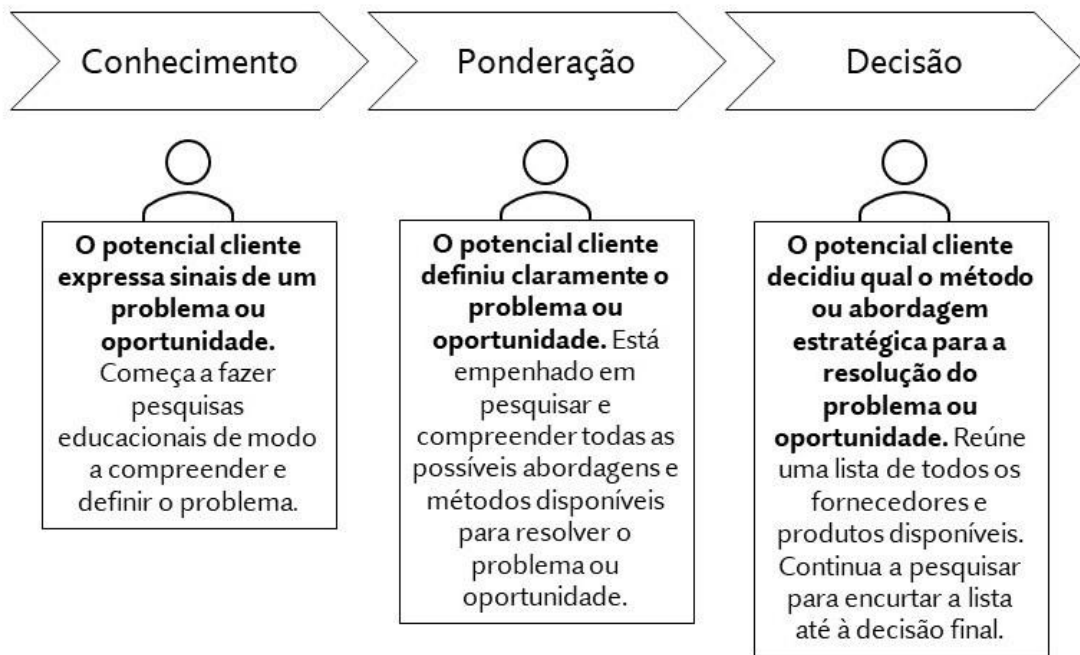 Conhecimento
Ponderação
Decisão
O potencial cliente
expressa sinais de um
problema ou
oportunidade.
Começa a fazer
pesquisas
educacionais de modo
a compreender e
definir o problema.
O potencial cliente
definiu claramente o
problema ou
oportunidade. Está
empenhado em
pesquisar e
compreender todas as
possíveis abordagens e
métodos disponíveis
para resolver o
problema ou
oportunidade.
O potencial cliente
decidiu qual o método
ou abordagem
estratégica para a
resolução do
problema ou
oportunidade. Reúne
uma lista de todos os
fornecedores e
produtos disponíveis.
Continua a pesquisar
para encurtar a lista
até à decisão final.